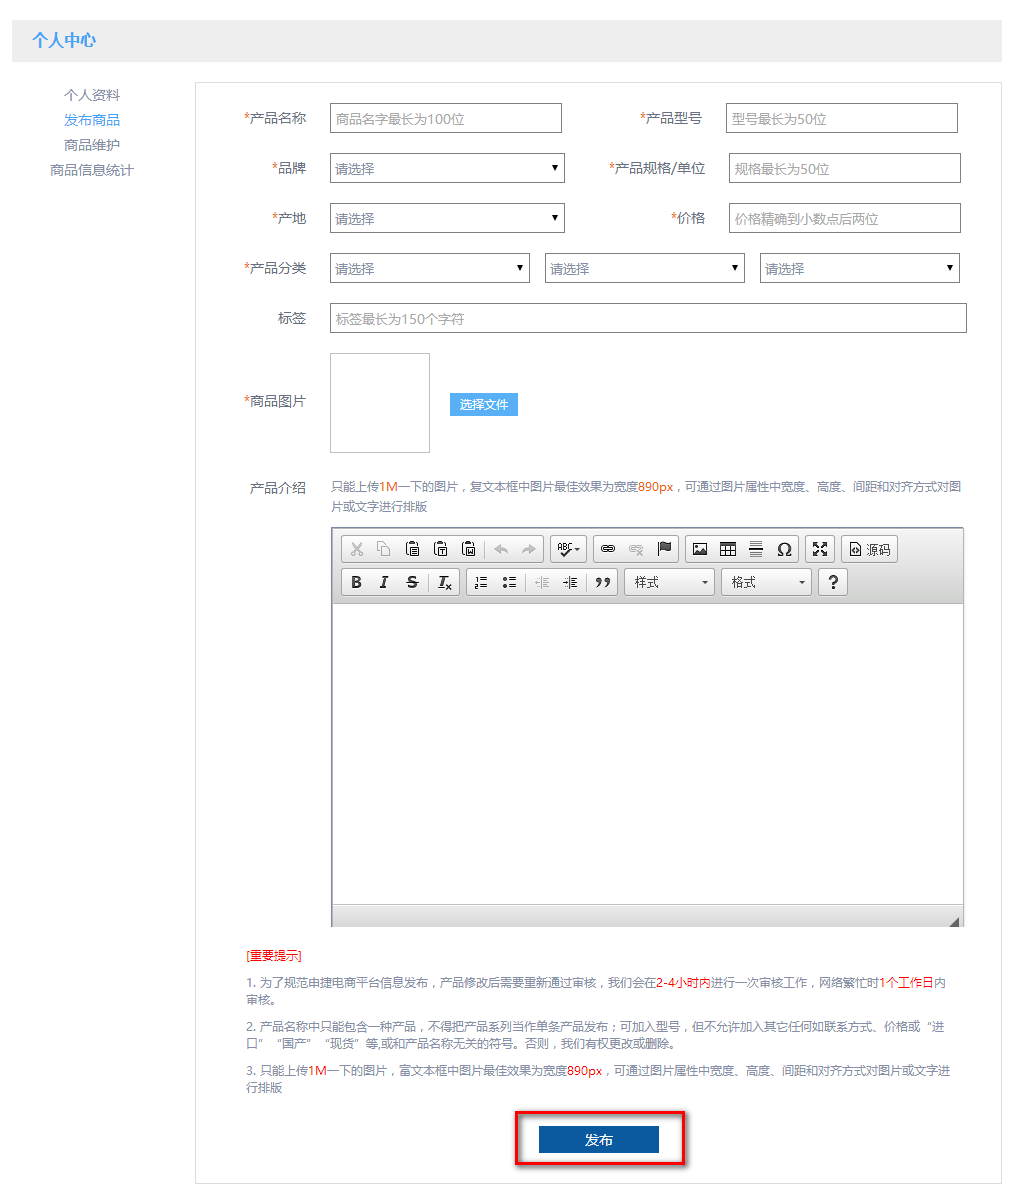 个人中心
个人资料
发布商品
商品维护
商品信息统计
*产品名称 商品名字最长为100位 *产品型号 型号最长为50位
*品牌 请选择 *产品规格/单位 规格最长为50位
*产地 请选择 *价格 价格精确到小数点后两位
*产品分类 请选择 请选择 请选择
标签 标签最长为150个字符
*商品图片 选择文件
产品介绍 只能上传1M一下的图片，复文本框中图片最佳效果为宽度890px，可通过图片属性中宽度、高度、间距和对齐方式对图
片或文字进行排版
ABC Ω 源码
B I S Tx 样式 格式 ?
[重要提示]
1. 为了规范申捷电商平台信息发布，产品修改后需要重新通过审核，我们会在2-4小时内进行一次审核工作，网络繁忙时1个工作日内
审核。
2. 产品名称中只能包含一种产品，不得把产品系列当作单条产品发布；可加入型号，但不允许加入其它任何如联系方式、价格或“进
口”“国产”“现货”等,或和产品名称无关的符号。否则，我们有权更改或删除。
3. 只能上传1M一下的图片，富文本框中图片最佳效果为宽度890px，可通过图片属性中宽度、高度、间距和对齐方式对图片或文字进
行排版
发布